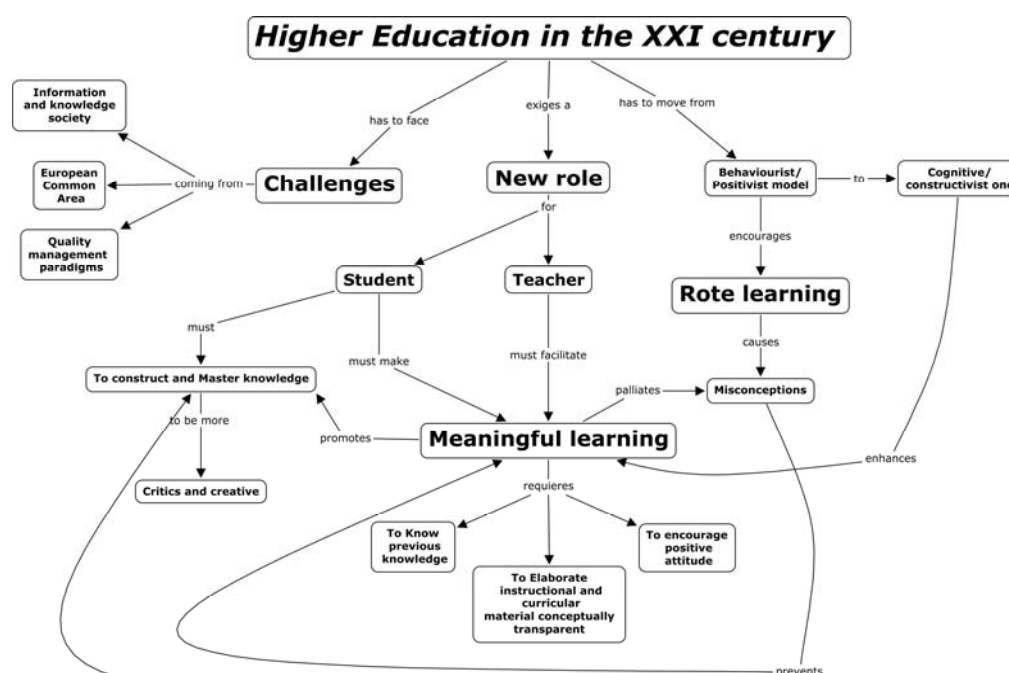 Higher Education in the XXI century
Information
and knowledge
society
has to face
exiges a
has to move from
European
Common
Area
coming from
Challenges
New role
Behaviourist/
Positivist model
to
Cognitive/
constructivist one
Quality
management
paradigms
for
encourages
Student
Teacher
Rote learning
must
must make
must facilitate
causes
To construct and Master knowledge
palliates
Misconceptions
to be more
promotes
Meaningful learning
enhances
Critics and creative
requieres
To Know
previous
knowledge
To encourage
positive
attitude
To Elaborate
instructional and
curricular
material conceptually
transparent
prevents